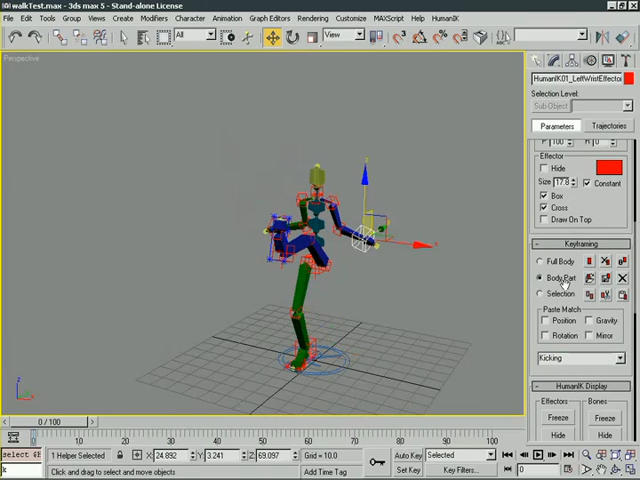 walkTest.max - 3ds max 5 - Stand-alone License
File Edit Tools Group Views Create Modifiers Character Animation Graph Editors Rendering Customize MAXScript Help HumanIK
All
View
Perspective
HumanIK01_LeftWristEffector
Selection Level:
Sub-Object
Parameters Trajectories
P 100 R 0
Effector
Hide
Size 17.8 Constant
Box
Cross
Draw On Top
Keyframing
Full Body
Body Part
Selection
Paste Match
Position Gravity
Rotation Mirror
Kicking
HumanIK Display
Effectors Bones
Freeze Freeze
Hide Hide
z
x
0 / 100
0 10 20 30 40 50 60 70 80 90 100
1 Helper Selected X: 24.892 Y: 3.241 Z: 69.097 Grid = 10.0 Auto Key Selected
Click and drag to select and move objects Add Time Tag Set Key Key Filters... 0